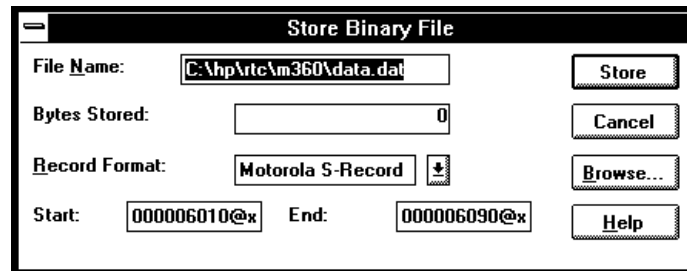 Store Binary File
File Name: C:\hp\rtc\m360\data.dat Store
Bytes Stored: 0 Cancel
Record Format: Motorola S-Record Browse...
Start: 000006010@x End: 000006090@x Help